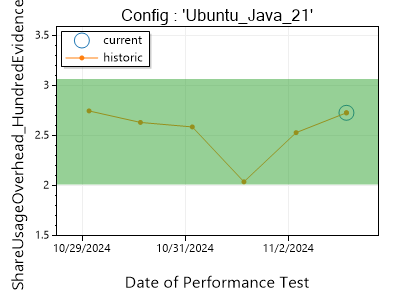 Config : 'Ubuntu_Java_21'
current
historic
ShareUsageOverhead_HundredEvidence
3.5
3
2.5
2
1.5
10/29/2024
10/31/2024
11/2/2024
Date of Performance Test